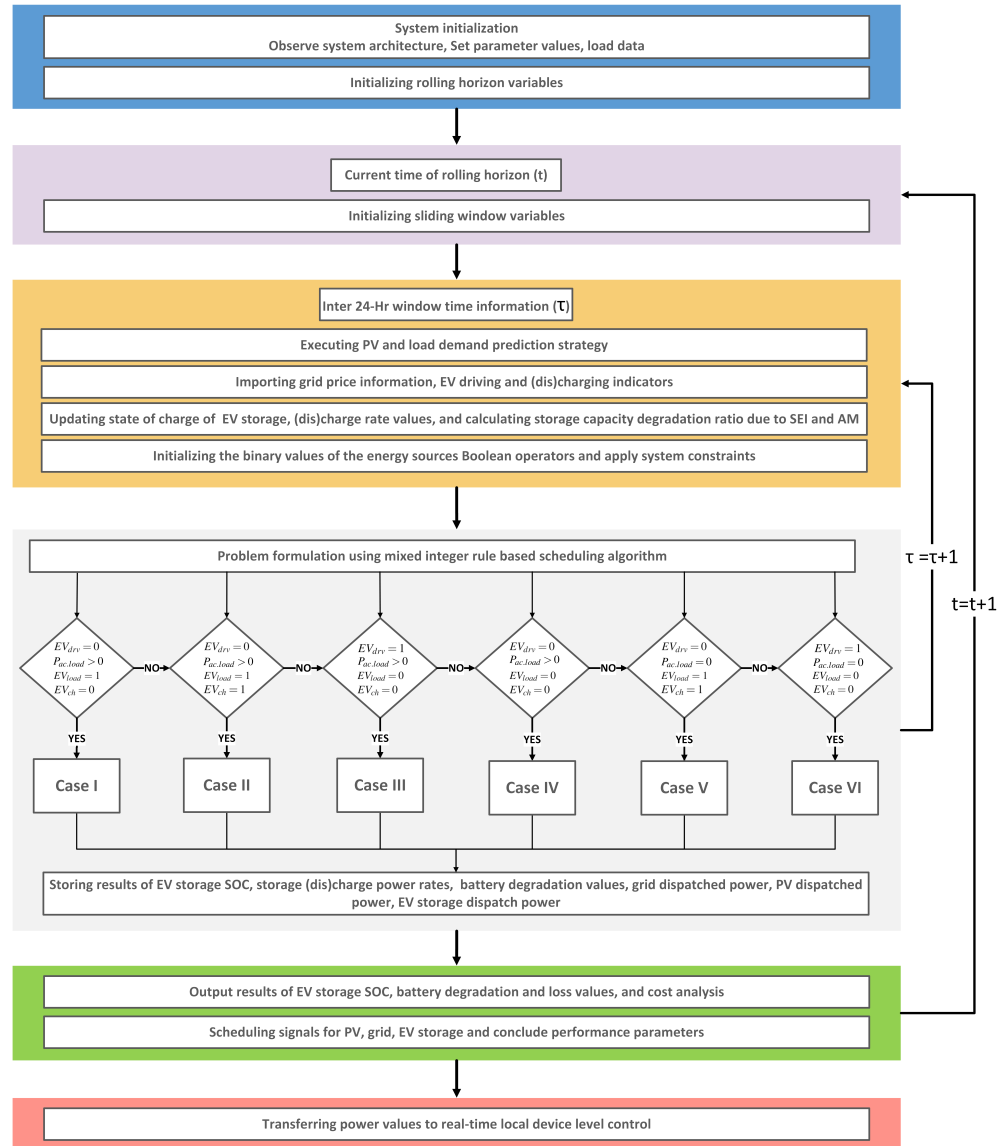 System initialization
Observe system architecture, Set parameter values, load data
Initializing rolling horizon variables
Current time of rolling horizon (t)
Initializing sliding window variables
Inter 24-Hr window time information (τ)
Executing PV and load demand prediction strategy
Importing grid price information, EV driving and (dis)charging indicators
Updating state of charge of EV storage, (dis)charge rate values, and calculating storage capacity degradation ratio due to SEI and AM
Initializing the binary values of the energy sources Boolean operators and apply system constraints
Problem formulation using mixed integer rule based scheduling algorithm
EV_drv = 0
P_ac.load > 0
EV_load = 1
EV_ch = 0
NO
EV_drv = 0
P_ac.load > 0
EV_load = 1
EV_ch = 1
NO
EV_drv = 1
P_ac.load > 0
EV_load = 0
EV_ch = 0
NO
EV_drv = 0
P_ac.load > 0
EV_load = 0
EV_ch = 0
NO
EV_drv = 0
P_ac.load = 0
EV_load = 1
EV_ch = 1
NO
EV_drv = 1
P_ac.load = 0
EV_load = 0
EV_ch = 0
YES
YES
YES
YES
YES
YES
Case I
Case II
Case III
Case IV
Case V
Case VI
Storing results of EV storage SOC, storage (dis)charge power rates, battery degradation values, grid dispatched power, PV dispatched
power, EV storage dispatch power
τ =τ+1
t=t+1
Output results of EV storage SOC, battery degradation and loss values, and cost analysis
Scheduling signals for PV, grid, EV storage and conclude performance parameters
Transferring power values to real-time local device level control